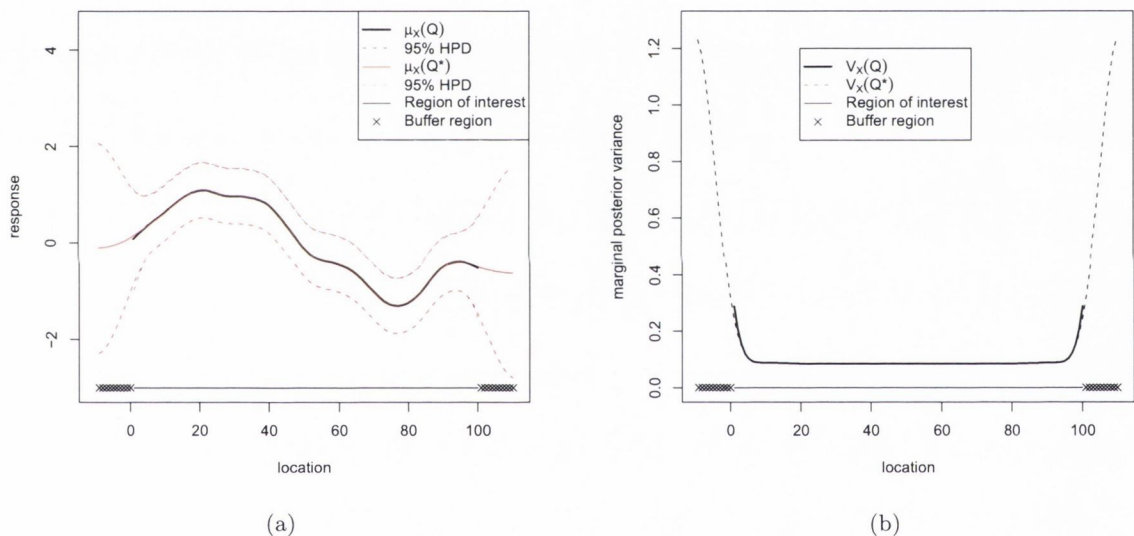 4
2
0
-2
response
0
20
40
60
80
100
location
μX(Q)
95% HPD
μX(Q*)
95% HPD
Region of interest
Buffer region
(a)
1.2
1.0
0.8
0.6
0.4
0.2
0.0
marginal posterior variance
0
20
40
60
80
100
location
VX(Q)
VX(Q*)
Region of interest
Buffer region
(b)